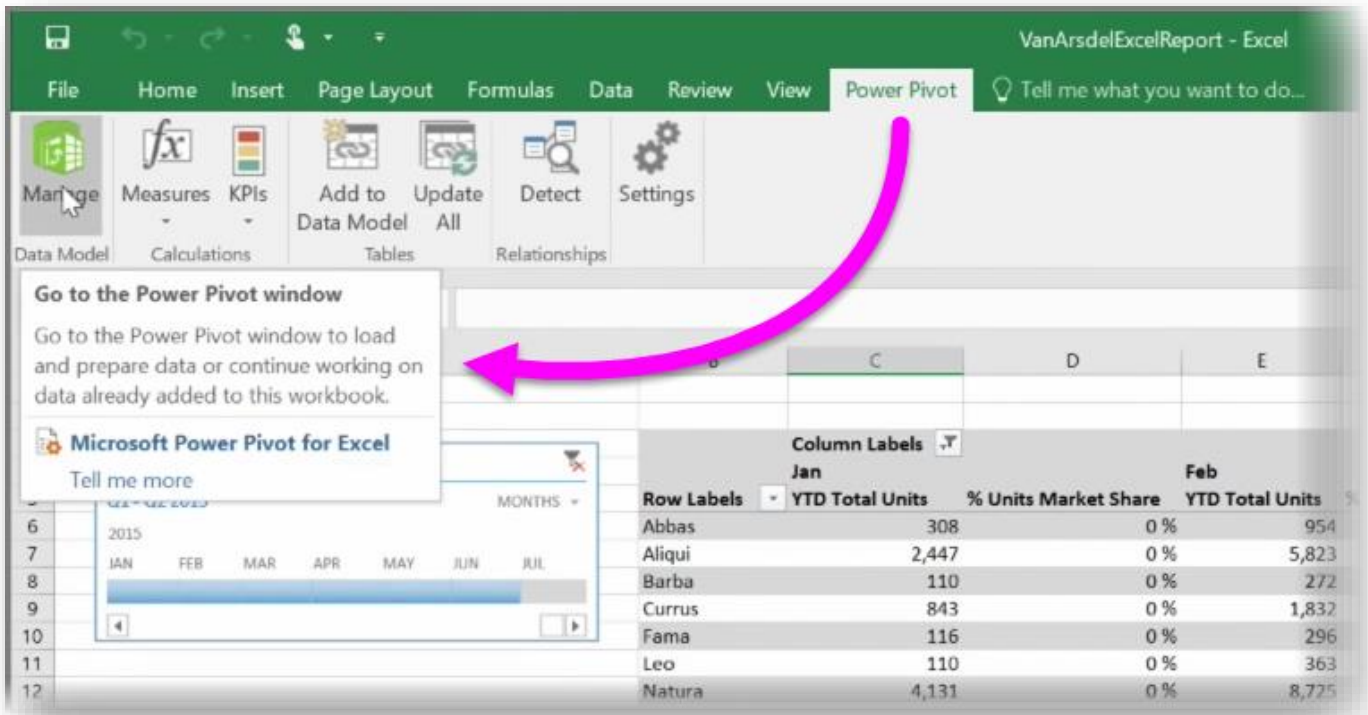 VanArsdelExcelReport - Excel
File Home Insert Page Layout Formulas Data Review View Power Pivot Tell me what you want to do...
Manage Measures KPIs Add to Data Model Update All Detect Settings
Data Model Calculations Tables Relationships
Go to the Power Pivot window
Go to the Power Pivot window to load
and prepare data or continue working on
data already added to this workbook.
Microsoft Power Pivot for Excel
Tell me more
C D E
Column Labels
Jan Feb
MONTHS Row Labels YTD Total Units % Units Market Share YTD Total Units
6 2015 Abbas 308 0 % 954
7 JAN FEB MAR APR MAY JUN JUL Aliqui 2,447 0 % 5,823
8 Barba 110 0 % 272
9 Currus 843 0 % 1,832
10 Fama 116 0 % 296
11 Leo 110 0 % 363
12 Natura 4,131 0 % 8,725